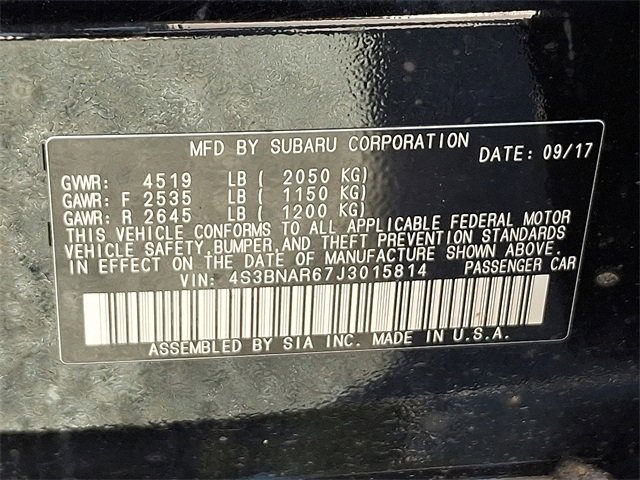 MFD BY SUBARU CORPORATION DATE: 09/17
GVWR: 4519 LB ( 2050 KG)
GAWR: F 2535 LB ( 1150 KG)
GAWR: R 2645 LB ( 1200 KG)
THIS VEHICLE CONFORMS TO ALL APPLICABLE FEDERAL MOTOR
VEHICLE SAFETY,BUMPER,AND THEFT PREVENTION STANDARDS
IN EFFECT ON THE DATE OF MANUFACTURE SHOWN ABOVE.
VIN: 4S3BNAR67J3015814 PASSENGER CAR
ASSEMBLED BY SIA INC. MADE IN U.S.A.